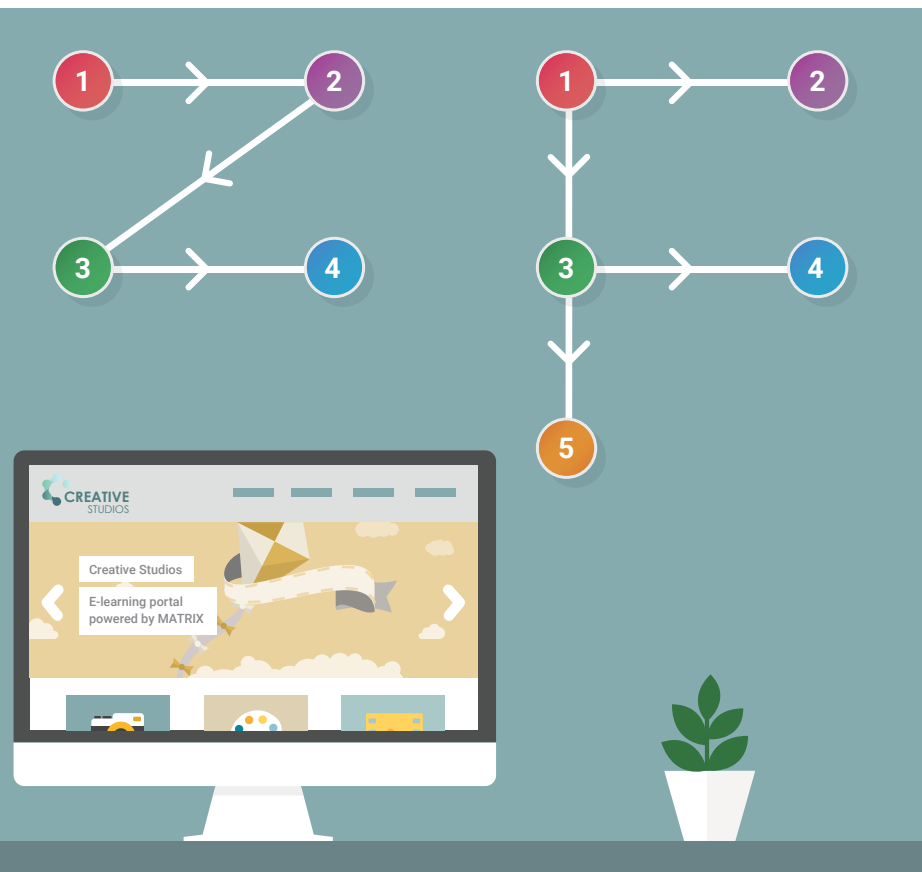 1
2
3
4
1
2
3
4
5
CREATIVE
STUDIOS
Creative Studios
E-learning portal
powered by MATRIX